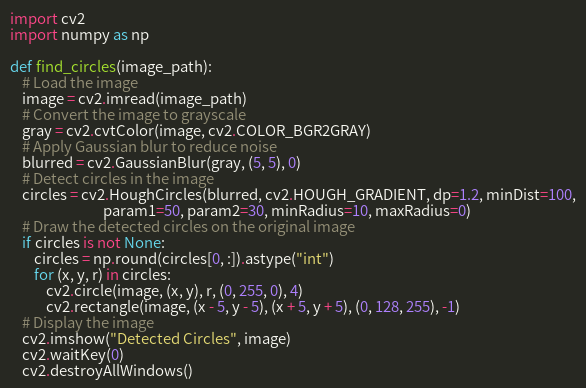 import cv2
import numpy as np

def find_circles(image_path):
    # Load the image
    image = cv2.imread(image_path)
    # Convert the image to grayscale
    gray = cv2.cvtColor(image, cv2.COLOR_BGR2GRAY)
    # Apply Gaussian blur to reduce noise
    blurred = cv2.GaussianBlur(gray, (5, 5), 0)
    # Detect circles in the image
    circles = cv2.HoughCircles(blurred, cv2.HOUGH_GRADIENT, dp=1.2, minDist=100,
                               param1=50, param2=30, minRadius=10, maxRadius=0)
    # Draw the detected circles on the original image
    if circles is not None:
        circles = np.round(circles[0, :]).astype("int")
        for (x, y, r) in circles:
            cv2.circle(image, (x, y), r, (0, 255, 0), 4)
            cv2.rectangle(image, (x - 5, y - 5), (x + 5, y + 5), (0, 128, 255), -1)
    # Display the image
    cv2.imshow("Detected Circles", image)
    cv2.waitKey(0)
    cv2.destroyAllWindows()